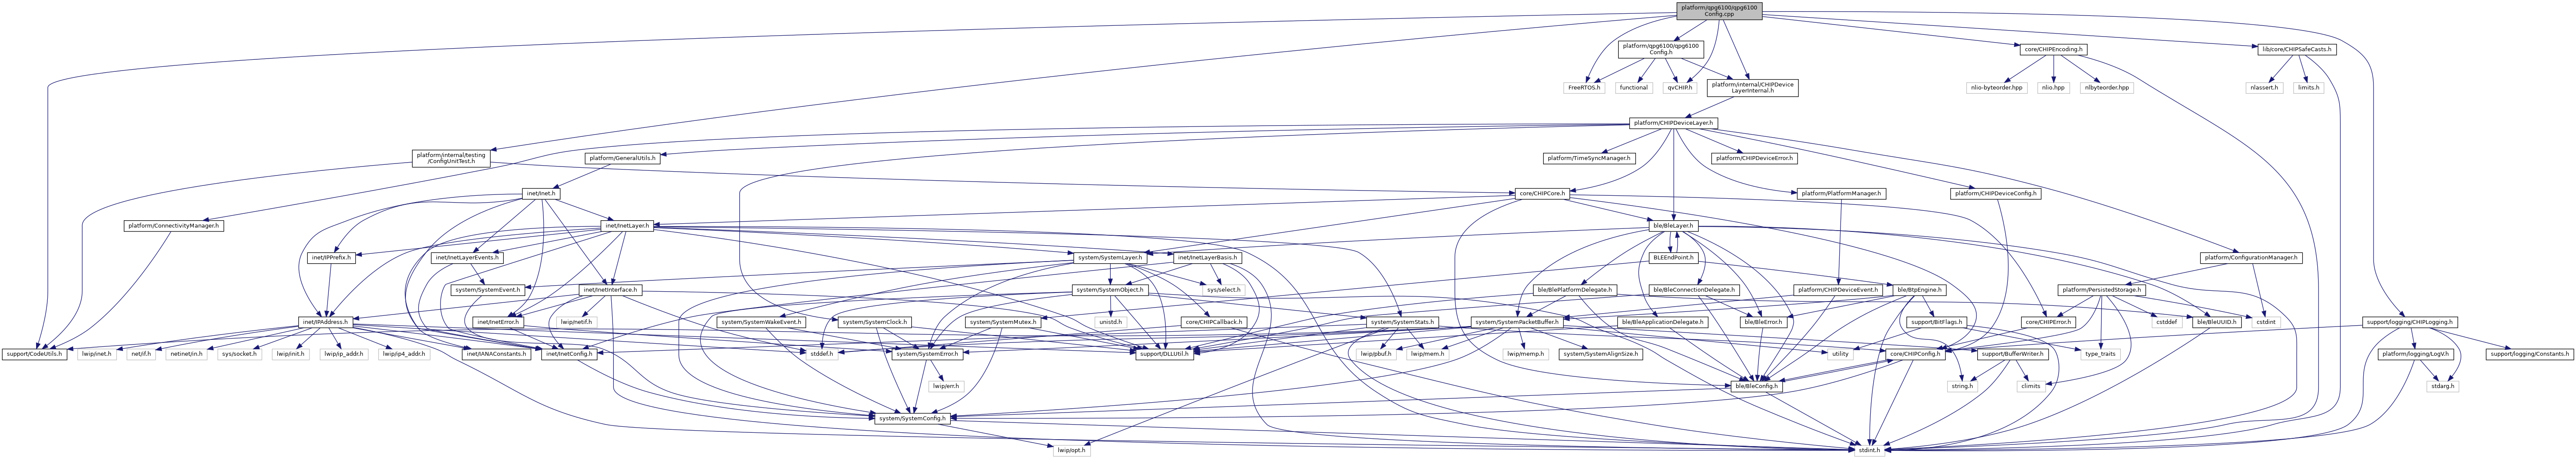 platform/qpg6100/qpg6100
Config.cpp
platform/qpg6100/qpg6100
Config.h
core/CHIPEncoding.h
lib/core/CHIPSafeCasts.h
FreeRTOS.h
functional
qvCHIP.h
platform/internal/CHIPDevice
LayerInternal.h
nlio-byteorder.hpp
nlio.hpp
nlbyteorder.hpp
nlassert.h
limits.h
platform/CHIPDeviceLayer.h
platform/internal/testing
/ConfigUnitTest.h
platform/GeneralUtils.h
platform/TimeSyncManager.h
platform/CHIPDeviceError.h
inet/Inet.h
core/CHIPCore.h
platform/PlatformManager.h
platform/CHIPDeviceConfig.h
platform/ConnectivityManager.h
inet/InetLayer.h
ble/BleLayer.h
inet/IPPrefix.h
inet/InetLayerEvents.h
system/SystemLayer.h
inet/InetLayerBasis.h
BLEEndPoint.h
platform/ConfigurationManager.h
system/SystemEvent.h
inet/InetInterface.h
sys/select.h
system/SystemObject.h
ble/BlePlatformDelegate.h
ble/BleConnectionDelegate.h
platform/CHIPDeviceEvent.h
ble/BtpEngine.h
platform/PersistedStorage.h
inet/IPAddress.h
inet/InetError.h
lwip/netif.h
system/SystemWakeEvent.h
system/SystemClock.h
system/SystemMutex.h
unistd.h
core/CHIPCallback.h
system/SystemStats.h
system/SystemPacketBuffer.h
ble/BleApplicationDelegate.h
ble/BleError.h
support/BitFlags.h
core/CHIPError.h
cstddef
ble/BleUUID.h
cstdint
support/logging/CHIPLogging.h
support/CodeUtils.h
lwip/inet.h
net/if.h
netinet/in.h
sys/socket.h
lwip/init.h
lwip/ip_addr.h
lwip/ip4_addr.h
inet/IANAConstants.h
inet/InetConfig.h
stddef.h
system/SystemError.h
support/DLLUtil.h
lwip/pbuf.h
lwip/mem.h
lwip/memp.h
system/SystemAlignSize.h
utility
core/CHIPConfig.h
support/BufferWriter.h
type_traits
platform/logging/LogV.h
support/logging/Constants.h
lwip/err.h
ble/BleConfig.h
string.h
climits
stdarg.h
system/SystemConfig.h
lwip/opt.h
stdint.h